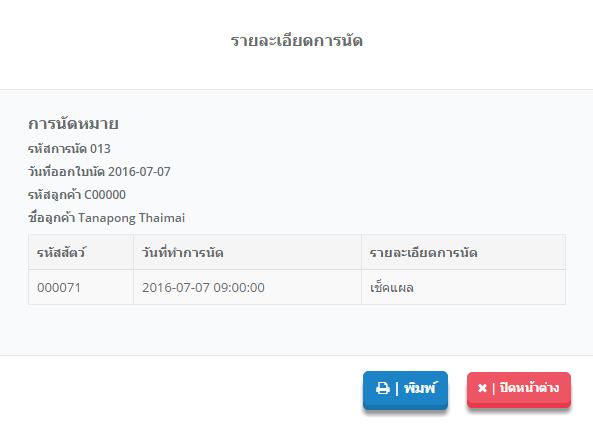 รายละเอียดการนัด
การนัดหมาย
รหัสการนัด 013
วันที่ออกใบนัด 2016-07-07
รหัสลูกค้า C00000
ชื่อลูกค้า Tanapong Thaimai
รหัสสัตว์ วันที่ทำการนัด รายละเอียดการนัด
000071 2016-07-07 09:00:00 เช็คแผล
| พิมพ์ × | ปิดหน้าต่าง